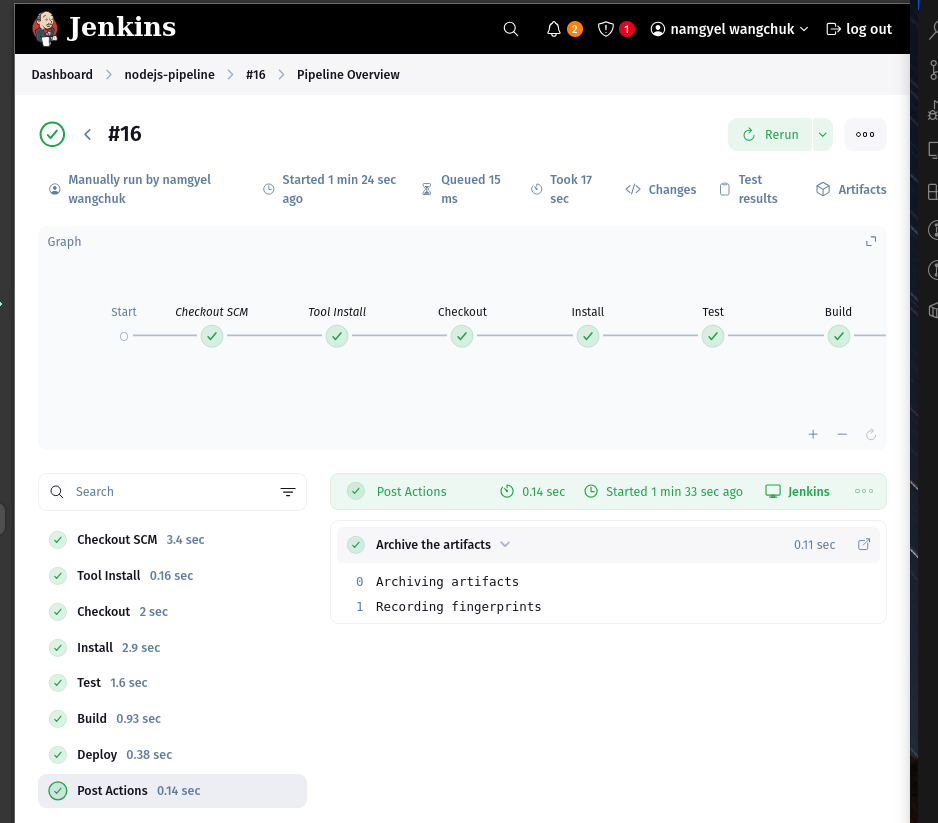 Jenkins
2
1
namgyel wangchuk
log out
Dashboard
nodejs-pipeline
#16
Pipeline Overview
#16
Rerun
Manually run by namgyel
wangchuk
Started 1 min 24 sec
ago
Queued 15
ms
Took 17
sec
Changes
Test
results
Artifacts
Graph
Start
Checkout SCM
Tool Install
Checkout
Install
Test
Build
Search
Checkout SCM 3.4 sec
Tool Install 0.16 sec
Checkout 2 sec
Install 2.9 sec
Test 1.6 sec
Build 0.93 sec
Deploy 0.38 sec
Post Actions 0.14 sec
Post Actions
0.14 sec
Started 1 min 33 sec ago
Jenkins
Archive the artifacts
0.11 sec
0 Archiving artifacts
1 Recording fingerprints